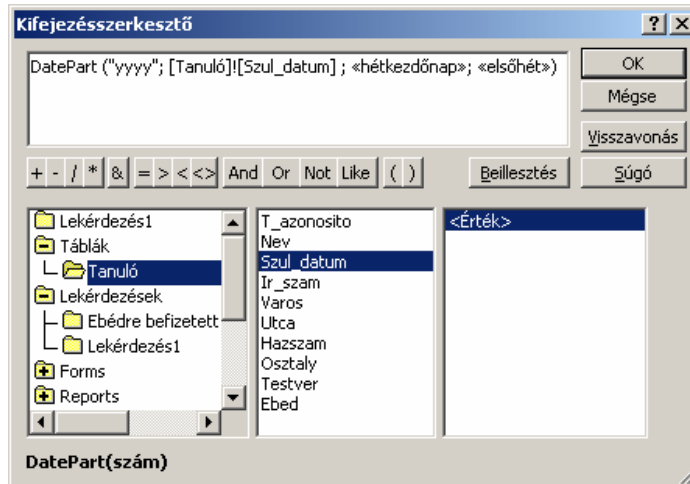 Kifejezésszerkesztő
DatePart ("yyyy"; [Tanuló]![Szul_datum] ; «hétkezdőnap»; «elsőhét»)
OK
Mégse
Visszavonás
+ - / * & = > < <> And Or Not Like ( ) Beillesztés Súgó
Lekérdezés1
Táblák
Tanuló
Lekérdezések
Ebédre befizetett
Lekérdezés1
Forms
Reports
T_azonosito
Nev
Szul_datum
Ir_szam
Varos
Utca
Hazszam
Osztaly
Testver
Ebed
<Érték>
DatePart(szám)